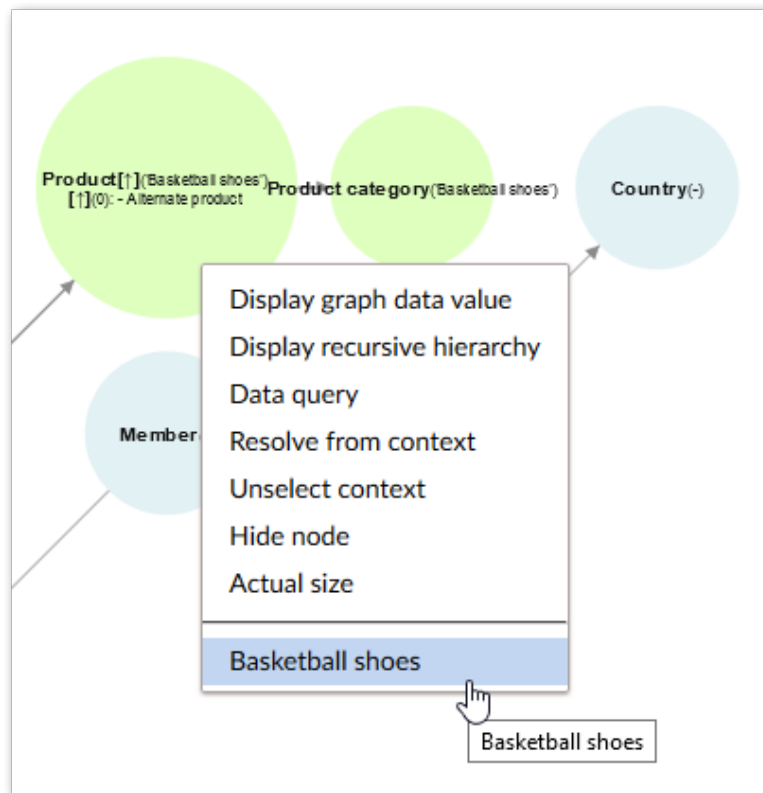 Product[↑]('Basketball shoes')
[↑](0): - Alternate product
Product category('Basketball shoes')
Country(-)
Member
Display graph data value
Display recursive hierarchy
Data query
Resolve from context
Unselect context
Hide node
Actual size
Basketball shoes
Basketball shoes